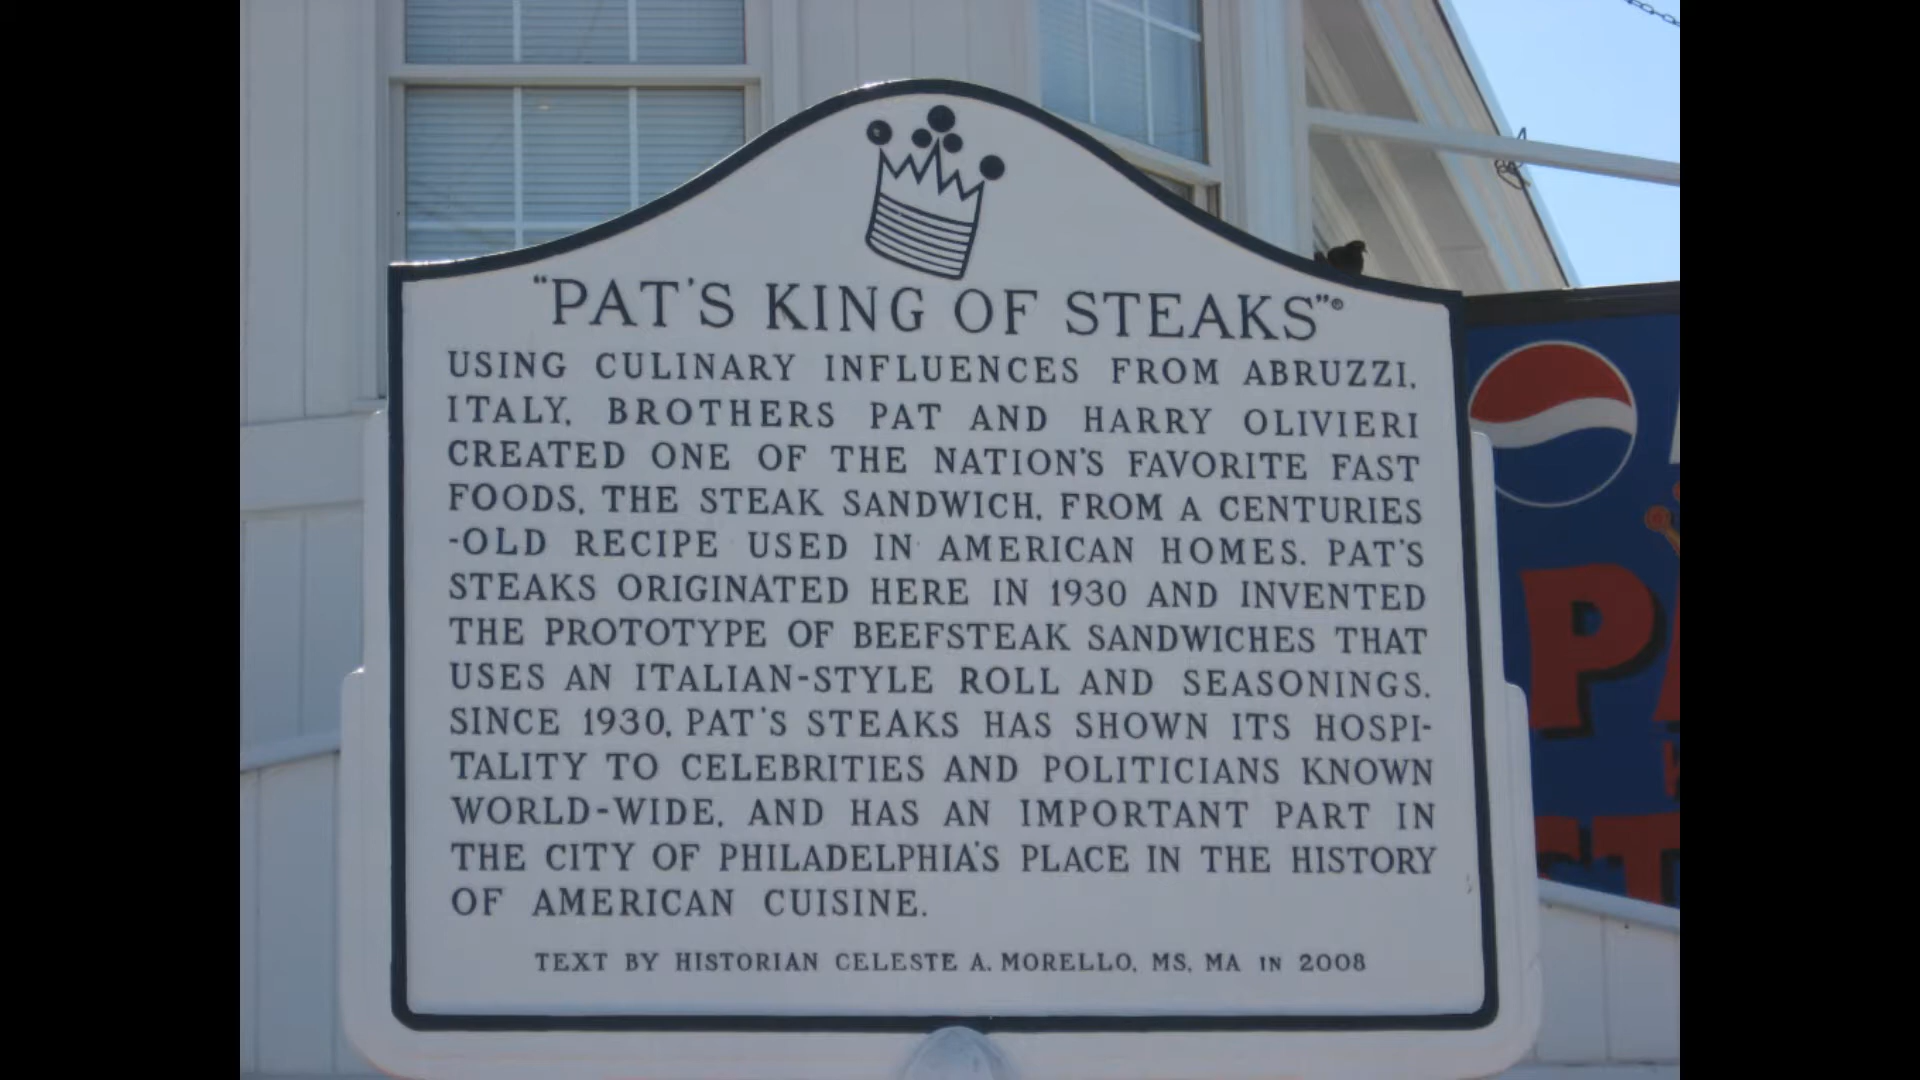 "PAT'S KING OF STEAKS"®
USING CULINARY INFLUENCES FROM ABRUZZI,
ITALY, BROTHERS PAT AND HARRY OLIVIERI
CREATED ONE OF THE NATION'S FAVORITE FAST
FOODS, THE STEAK SANDWICH, FROM A CENTURIES
-OLD RECIPE USED IN AMERICAN HOMES. PAT'S
STEAKS ORIGINATED HERE IN 1930 AND INVENTED
THE PROTOTYPE OF BEEFSTEAK SANDWICHES THAT
USES AN ITALIAN-STYLE ROLL AND SEASONINGS.
SINCE 1930, PAT'S STEAKS HAS SHOWN ITS HOSPI-
TALITY TO CELEBRITIES AND POLITICIANS KNOWN
WORLD-WIDE, AND HAS AN IMPORTANT PART IN
THE CITY OF PHILADELPHIA'S PLACE IN THE HISTORY
OF AMERICAN CUISINE.
TEXT BY HISTORIAN CELESTE A. MORELLO, MS, MA IN 2008